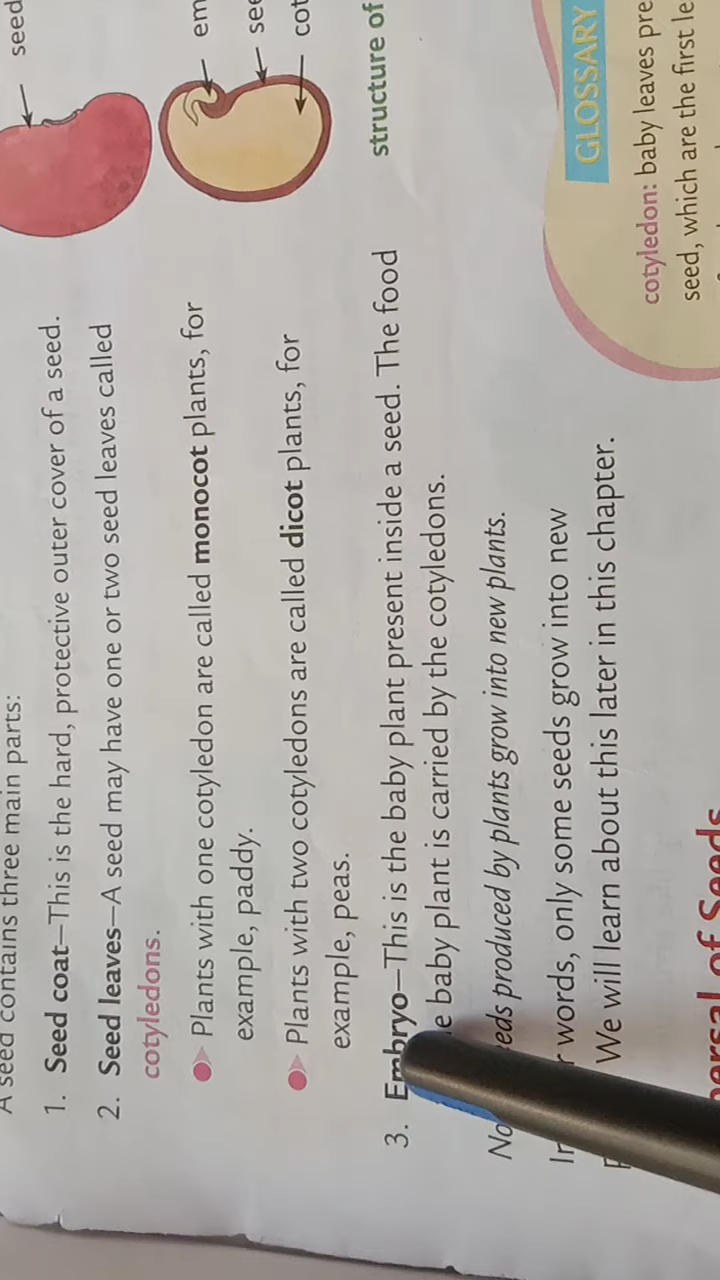 A seed contains three main parts:
1. Seed coat—This is the hard, protective outer cover of a seed.
2. Seed leaves—A seed may have one or two seed leaves called
cotyledons.
Plants with one cotyledon are called monocot plants, for
example, paddy.
Plants with two cotyledons are called dicot plants, for
example, peas.
3. Embryo—This is the baby plant present inside a seed. The food
baby plant is carried by the cotyledons.
produced by plants grow into new plants.
words, only some seeds grow into new
We will learn about this later in this chapter.
of Seeds
seed
structure of
GLOSSARY
cotyledon: baby leaves
seed, which are the first